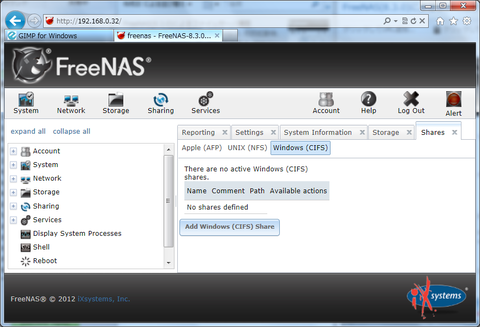 http://192.168.0.32/
GIMP for Windows
freenas - FreeNAS-8.3.0...
FreeNAS®
System
Network
Storage
Sharing
Services
Account
Help
Log Out
Alert
expand all
collapse all
Reporting
Settings
System Information
Storage
Shares
Apple (AFP)
UNIX (NFS)
Windows (CIFS)
Account
System
Network
Storage
Sharing
Services
Display System Processes
Shell
Reboot
There are no active Windows (CIFS)
shares.
Name Comment Path Available actions
No shares defined
Add Windows (CIFS) Share
FreeNAS® © 2012 iXsystems, Inc.
iX systems